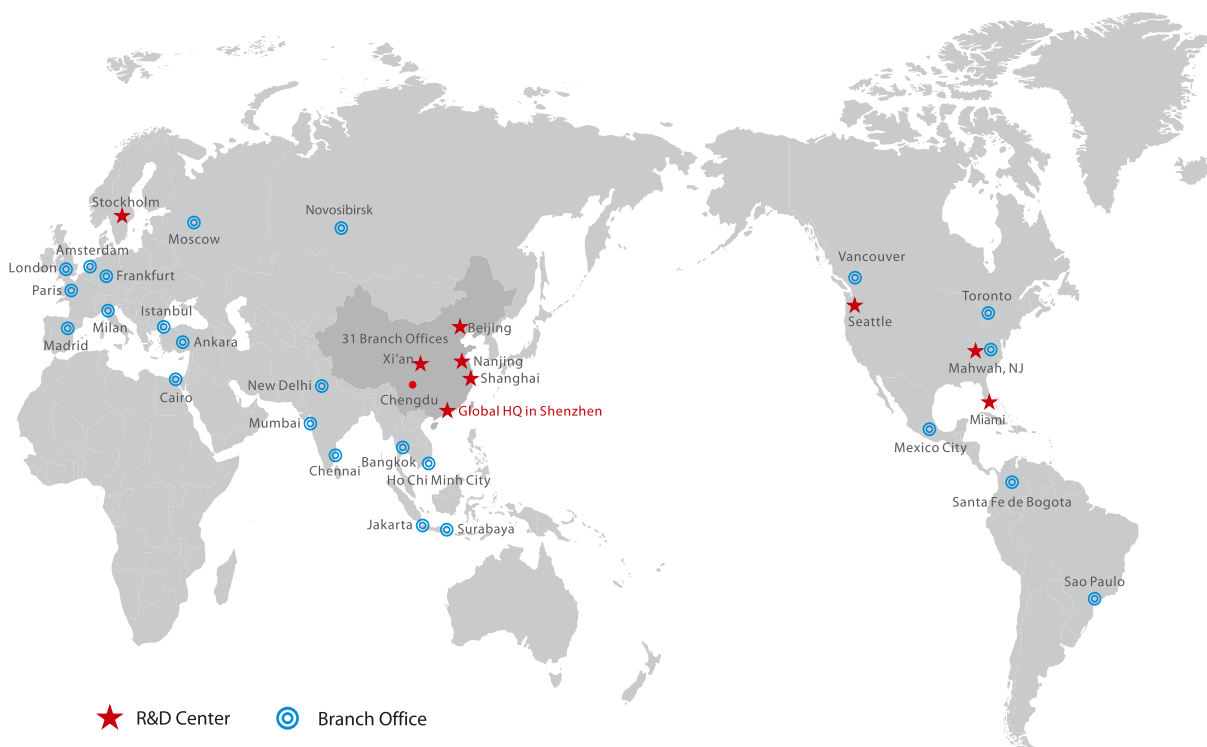 Stockholm
Moscow
Novosibirsk
Amsterdam
London
Frankfurt
Paris
Milan
Istanbul
Madrid
Ankara
Cairo
31 Branch Offices
Beijing
Xi'an
Nanjing
Shanghai
Chengdu
Global HQ in Shenzhen
New Delhi
Mumbai
Chennai
Bangkok
Ho Chi Minh City
Jakarta
Surabaya
Vancouver
Seattle
Toronto
Mahwah, NJ
Miami
Mexico City
Santa Fe de Bogota
Sao Paulo
R&D Center
Branch Office